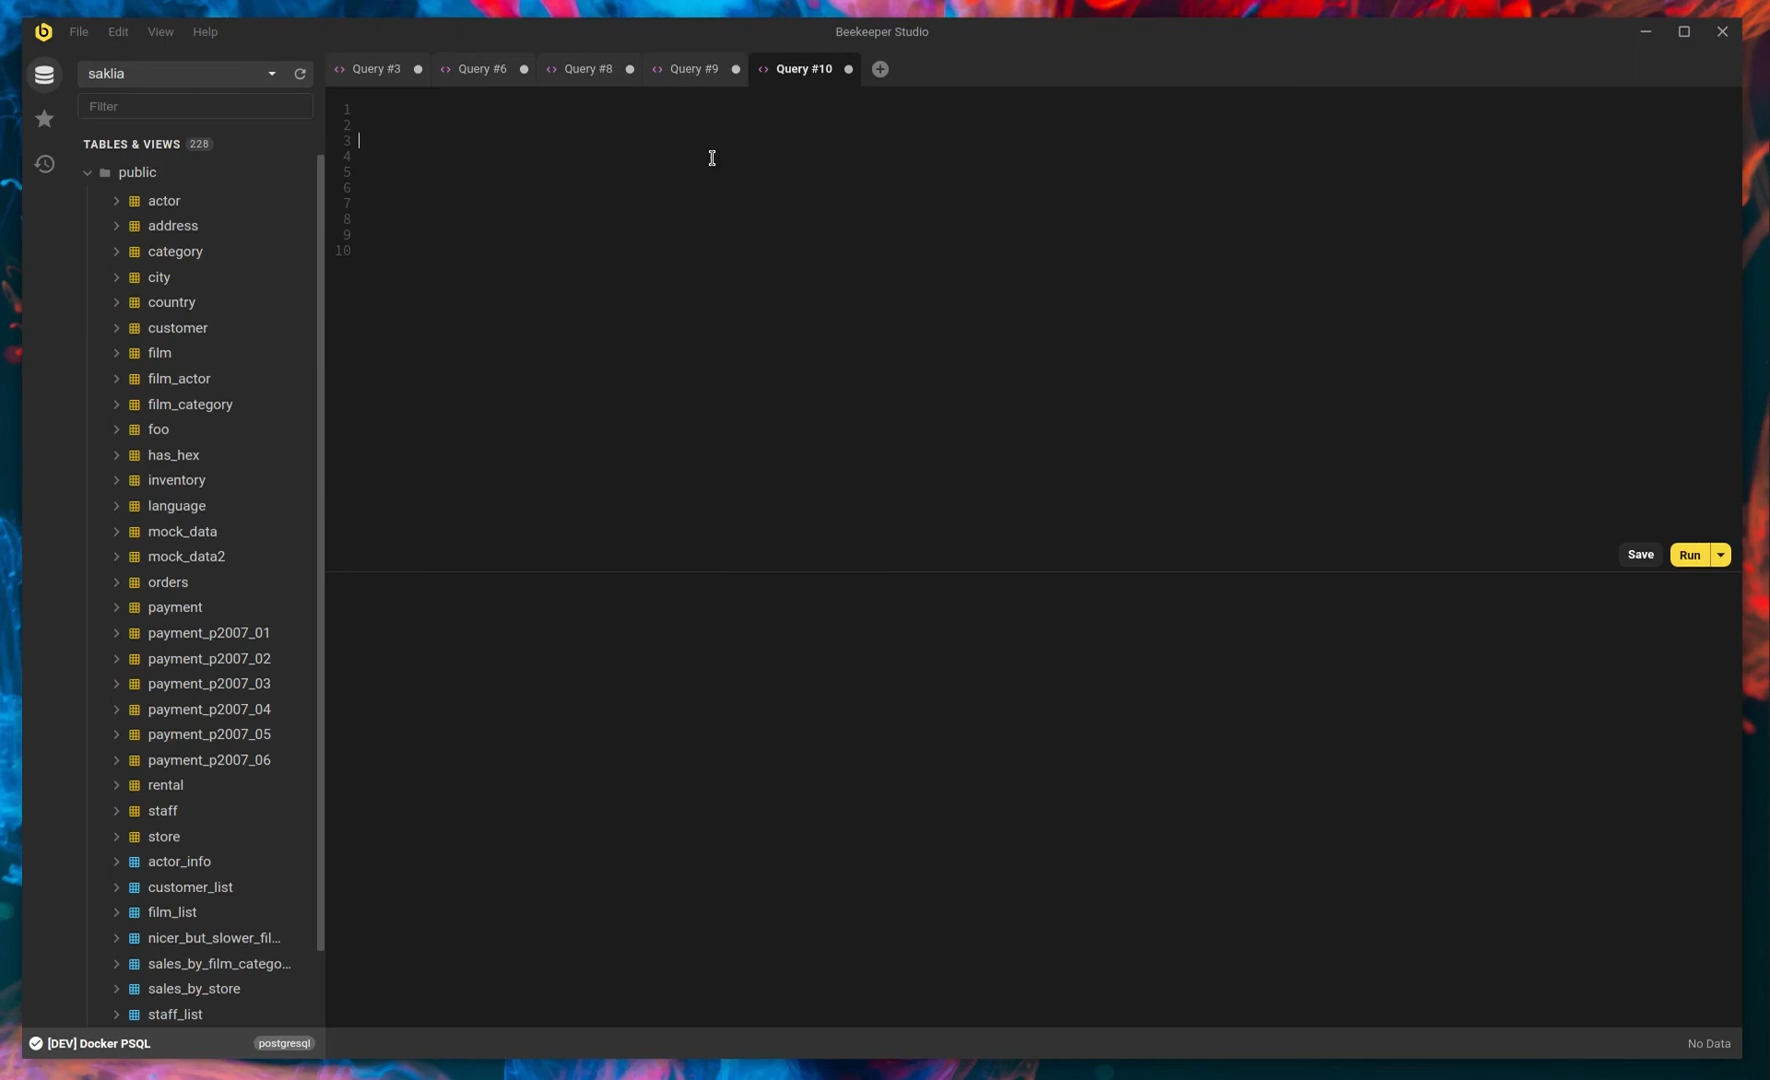 File Edit View Help
Beekeeper Studio
saklia
Query #3 Query #6 Query #8 Query #9 Query #10
Filter
TABLES & VIEWS 228
public
actor
address
category
city
country
customer
film
film_actor
film_category
foo
has_hex
inventory
language
mock_data
mock_data2
orders
payment
payment_p2007_01
payment_p2007_02
payment_p2007_03
payment_p2007_04
payment_p2007_05
payment_p2007_06
rental
staff
store
actor_info
customer_list
film_list
nicer_but_slower_fil...
sales_by_film_catego...
sales_by_store
staff_list
1
2
3
4
5
6
7
8
9
10
Save Run
[DEV] Docker PSQL postgresql
No Data